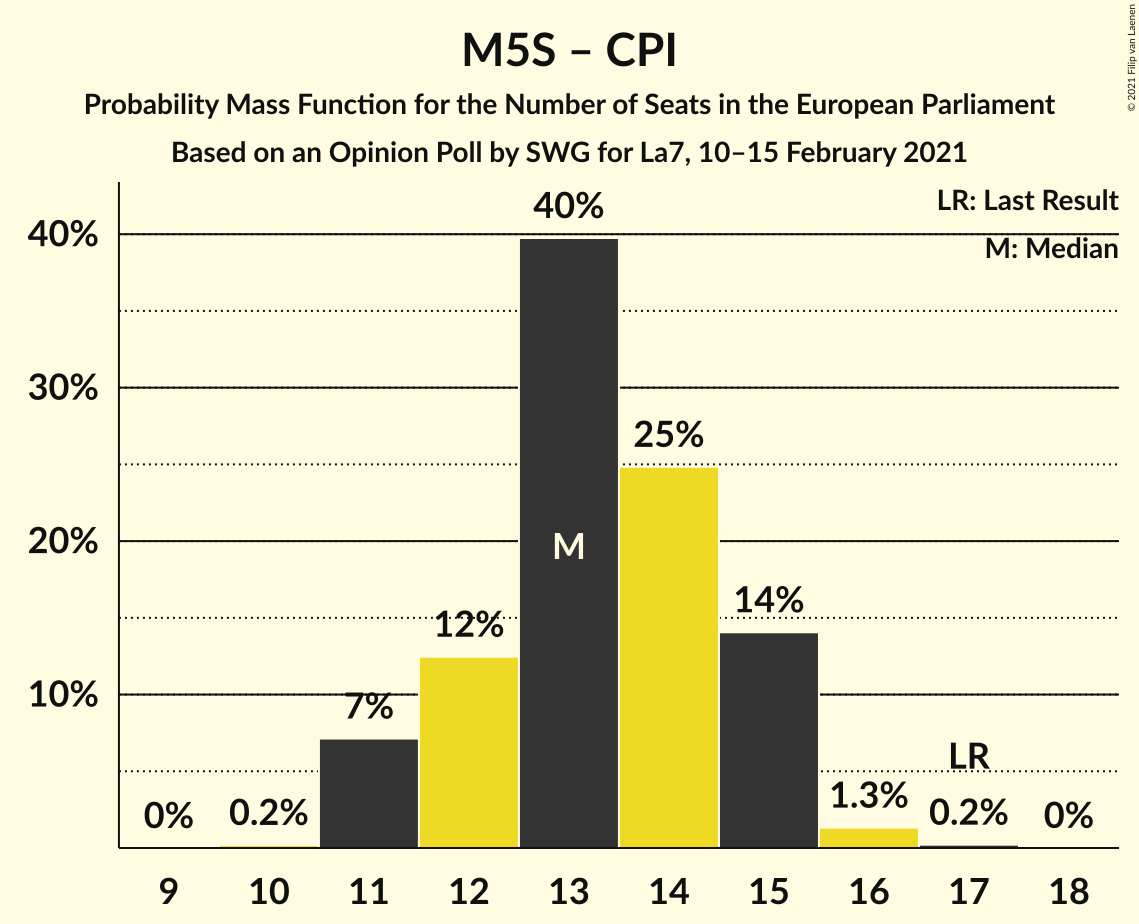 M5S – CPI
Probability Mass Function for the Number of Seats in the European Parliament
Based on an Opinion Poll by SWG for La7, 10–15 February 2021
© 2021 Filip van Laenen
LR: Last Result
M: Median
40%
30%
20%
10%
0%
0.2%
7%
12%
40%
M
25%
14%
1.3%
LR
0.2%
0%
9 10 11 12 13 14 15 16 17 18